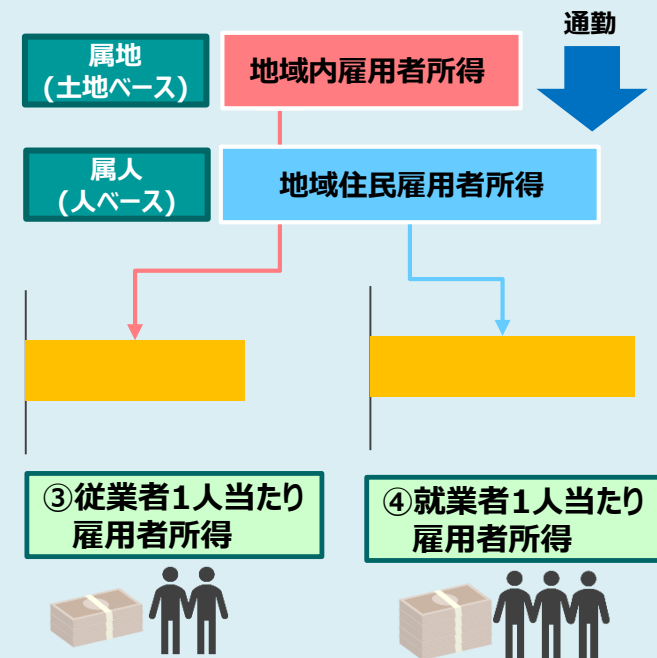 通勤
属地
(土地ベース)
地域内雇用者所得
属人
(人ベース)
地域住民雇用者所得
③従業者1人当たり
雇用者所得
④就業者1人当たり
雇用者所得